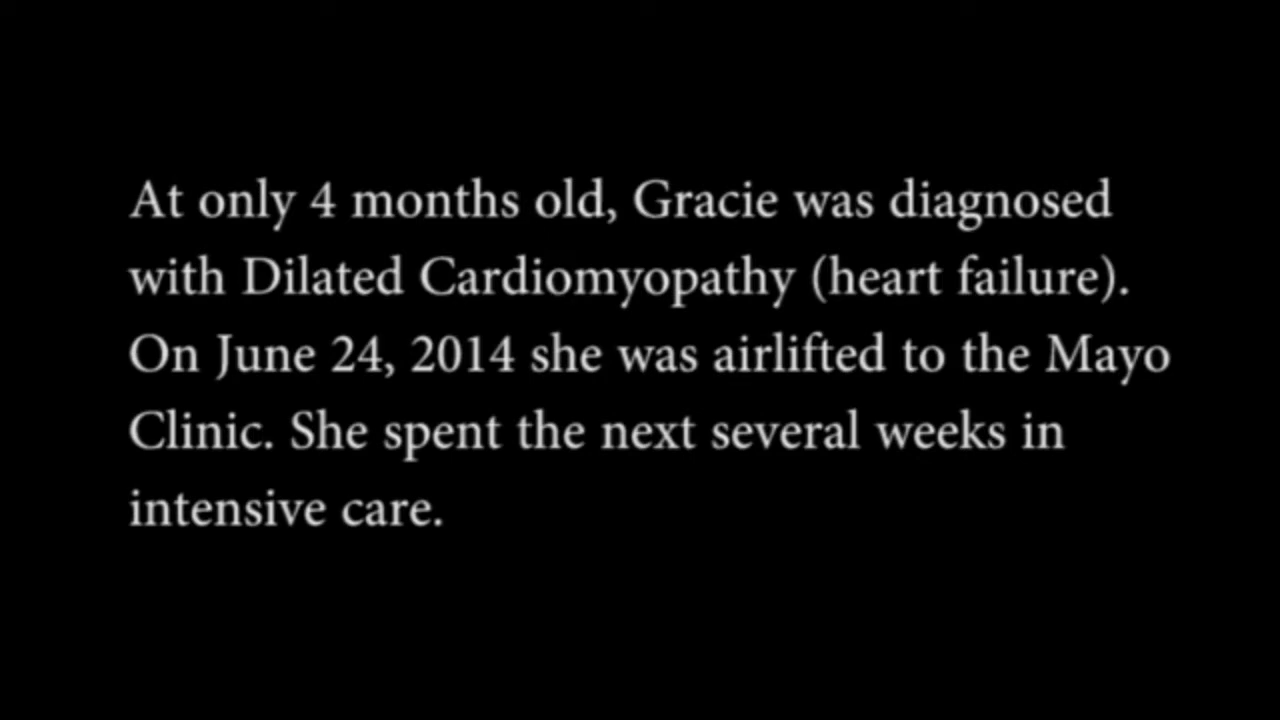 At only 4 months old, Gracie was diagnosed
with Dilated Cardiomyopathy (heart failure).
On June 24, 2014 she was airlifted to the Mayo
Clinic. She spent the next several weeks in
intensive care.